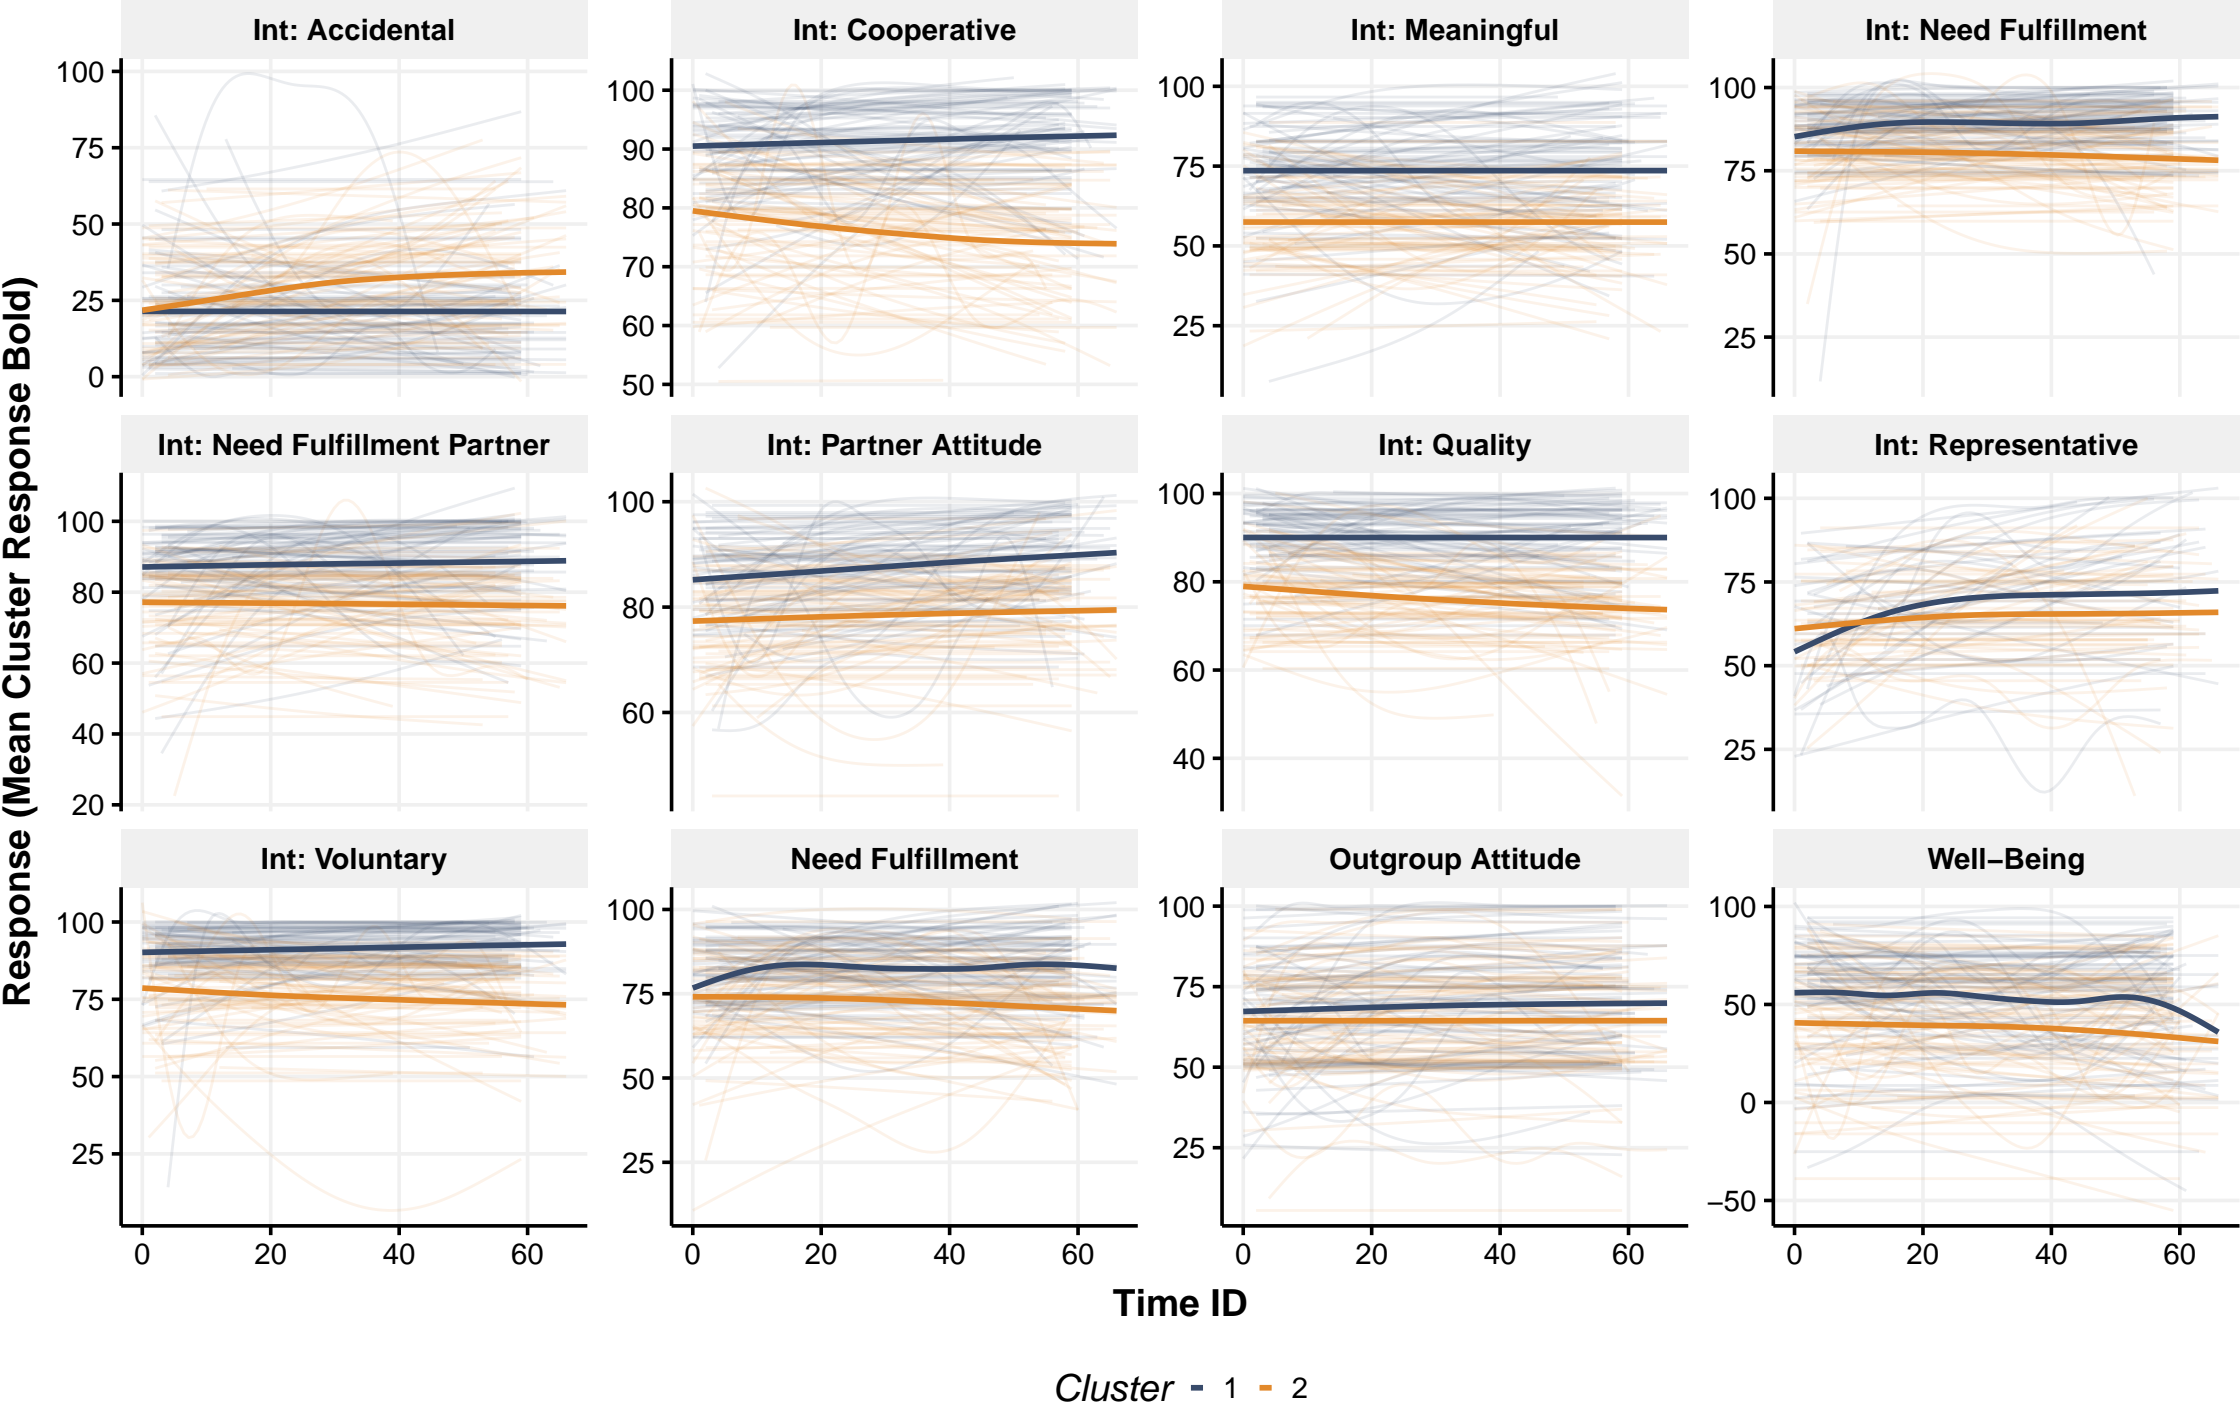 Int: Accidental
Int: Cooperative
Int: Meaningful
Int: Need Fulfillment
100
75
50
25
0
100
90
80
70
60
50
100
75
50
25
100
75
50
25
Int: Need Fulfillment Partner
Int: Partner Attitude
Int: Quality
Int: Representative
100
80
60
40
20
100
80
60
100
80
60
40
100
75
50
25
Int: Voluntary
Need Fulfillment
Outgroup Attitude
Well−Being
100
75
50
25
100
75
50
25
100
75
50
25
100
50
0
−50
0 20 40 60
0 20 40 60
0 20 40 60
0 20 40 60
Response (Mean Cluster Response Bold)
Time ID
Cluster 1 2